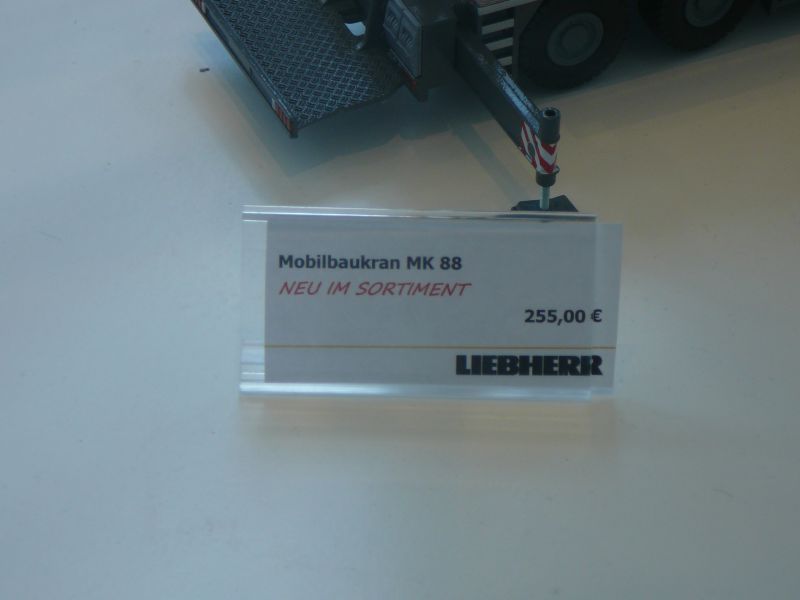 Mobilbaukran MK 88
NEU IM SORTIMENT
255,00 €
LIEBHERR